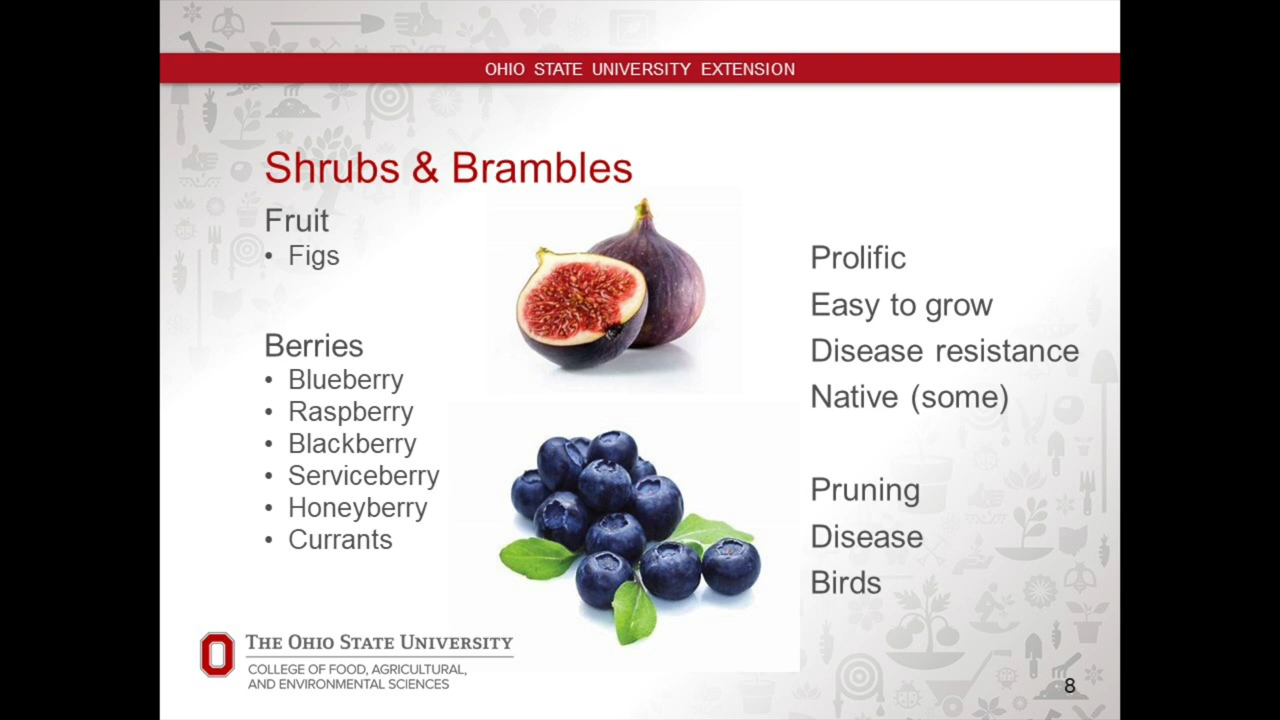 OHIO STATE UNIVERSITY EXTENSION
Shrubs & Brambles
Fruit
• Figs
Berries
• Blueberry
• Raspberry
• Blackberry
• Serviceberry
• Honeyberry
• Currants
Prolific
Easy to grow
Disease resistance
Native (some)
Pruning
Disease
Birds
THE OHIO STATE UNIVERSITY
COLLEGE OF FOOD, AGRICULTURAL,
AND ENVIRONMENTAL SCIENCES
8